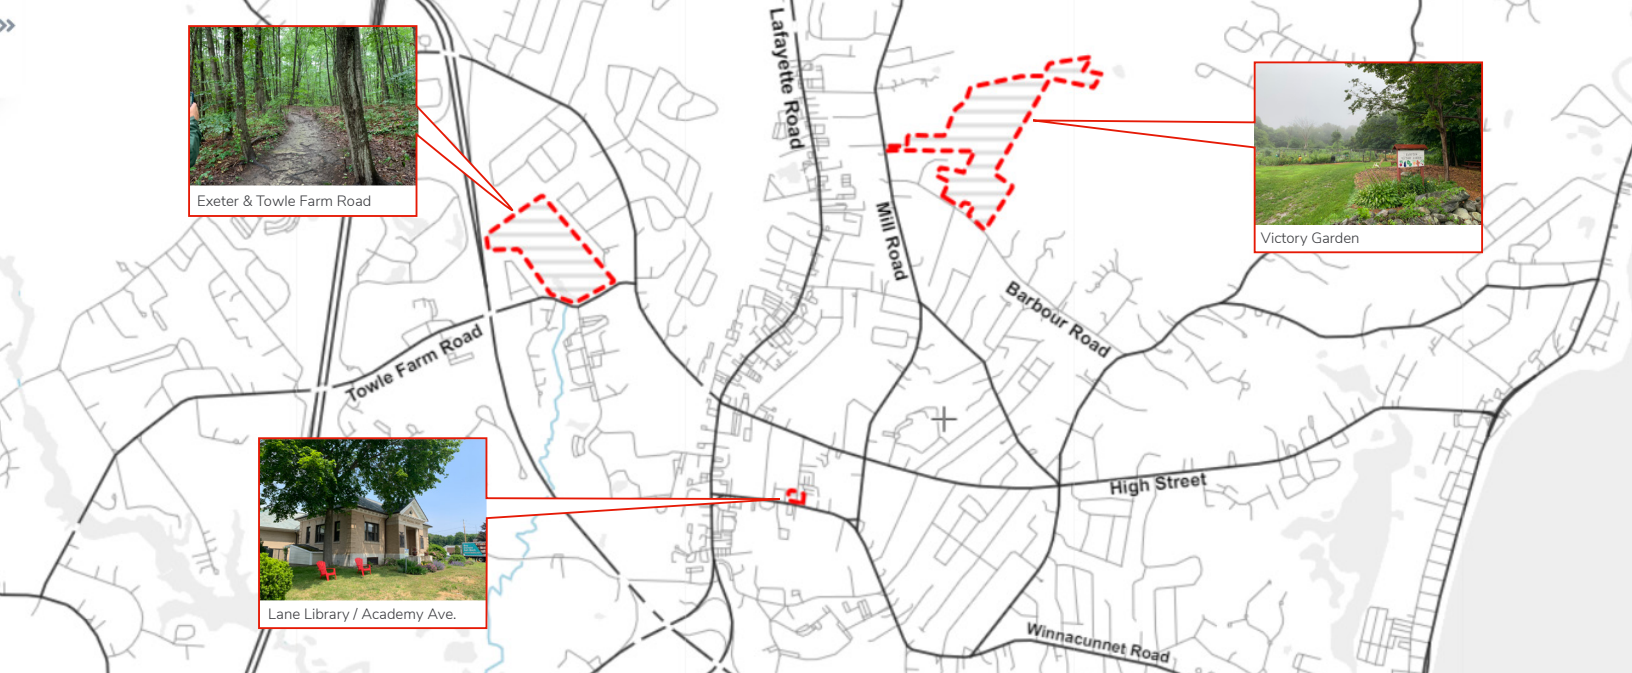 »
Lafayette Road
Exeter & Towle Farm Road
Mill Road
Victory Garden
Barbour Road
Towle Farm Road
High Street
Lane Library / Academy Ave.
Winnacunnet Road